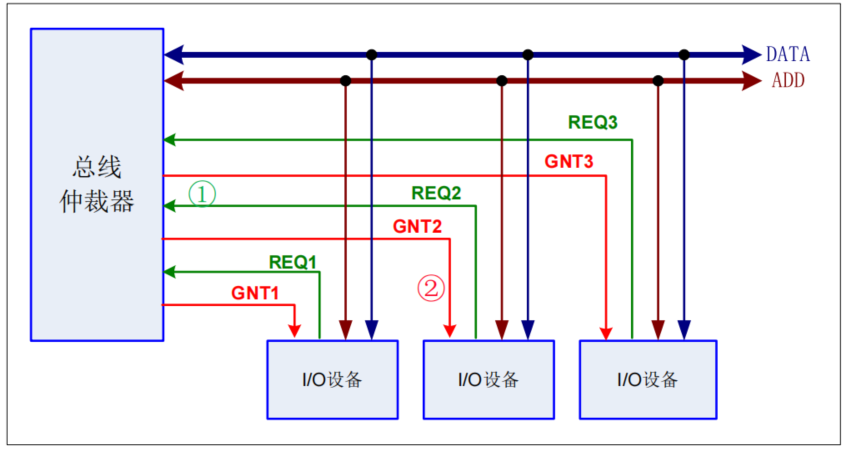 DATA
ADD
REQ3
GNT3
总线
仲裁器
①
REQ2
GNT2
REQ1
②
GNT1
I/O设备
I/O设备
I/O设备